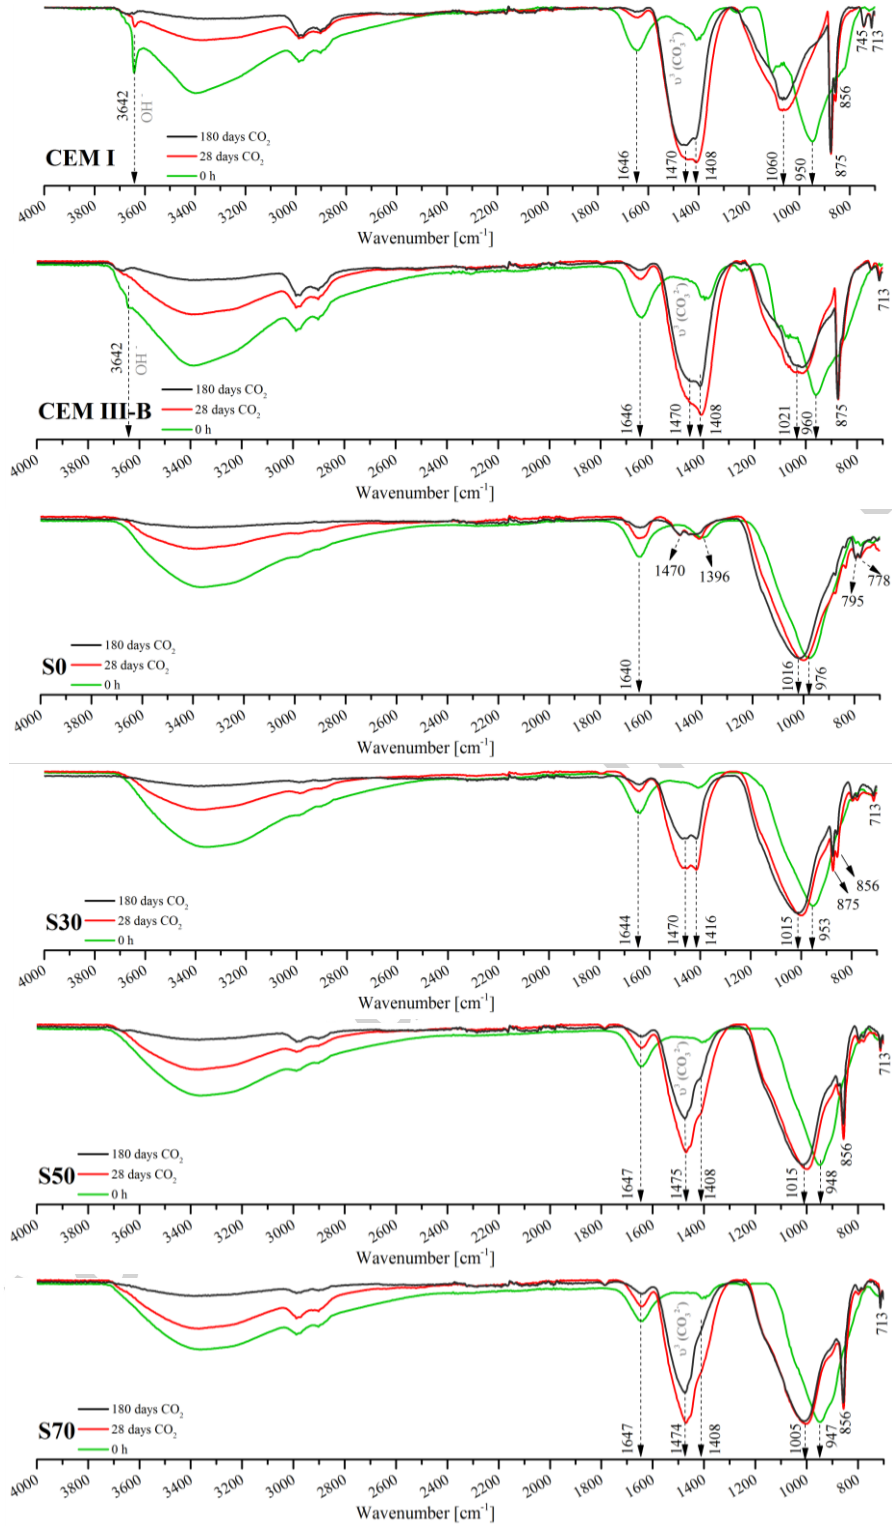 3642
OH⁻
υ³ (CO₃²⁻)
745
713
856
180 days CO₂
28 days CO₂
0 h
CEM I
1646
1470
1408
1060
950
875
4000 3800 3600 3400 3200 3000 2800 2600 2400 2200 2000 1800 1600 1400 1200 1000 800
Wavenumber [cm⁻¹]
3642
OH
υ³ (CO₃²⁻)
713
180 days CO₂
28 days CO₂
0 h
CEM III-B
1646
1470
1408
1021
960
875
4000 3800 3600 3400 3200 3000 2800 2600 2400 2200 2000 1800 1600 1400 1200 1000 800
Wavenumber [cm⁻¹]
1470
1396
795
778
180 days CO₂
28 days CO₂
0 h
S0
1640
1016
976
4000 3800 3600 3400 3200 3000 2800 2600 2400 2200 2000 1800 1600 1400 1200 1000 800
Wavenumber [cm⁻¹]
713
856
875
180 days CO₂
28 days CO₂
0 h
S30
1644
1470
1416
1015
953
4000 3800 3600 3400 3200 3000 2800 2600 2400 2200 2000 1800 1600 1400 1200 1000 800
Wavenumber [cm⁻¹]
υ³ (CO₃²⁻)
713
180 days CO₂
28 days CO₂
0 h
S50
1647
1475
1408
1015
948
856
4000 3800 3600 3400 3200 3000 2800 2600 2400 2200 2000 1800 1600 1400 1200 1000 800
Wavenumber [cm⁻¹]
υ³ (CO₃²⁻)
713
180 days CO₂
28 days CO₂
0 h
S70
1647
1474
1408
1005
947
856
4000 3800 3600 3400 3200 3000 2800 2600 2400 2200 2000 1800 1600 1400 1200 1000 800
Wavenumber [cm⁻¹]